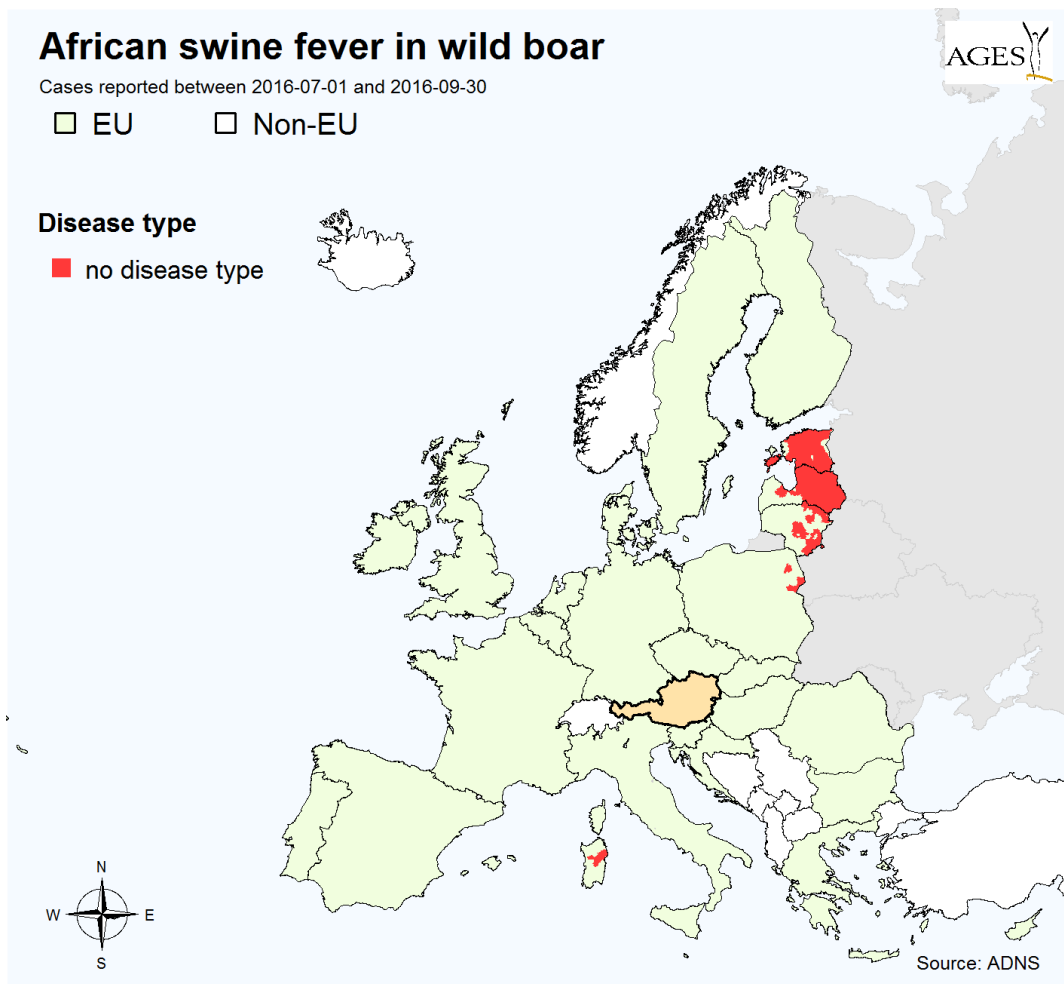 African swine fever in wild boar
AGES
Cases reported between 2016-07-01 and 2016-09-30
EU
Non-EU
Disease type
no disease type
N
W
E
S
Source: ADNS